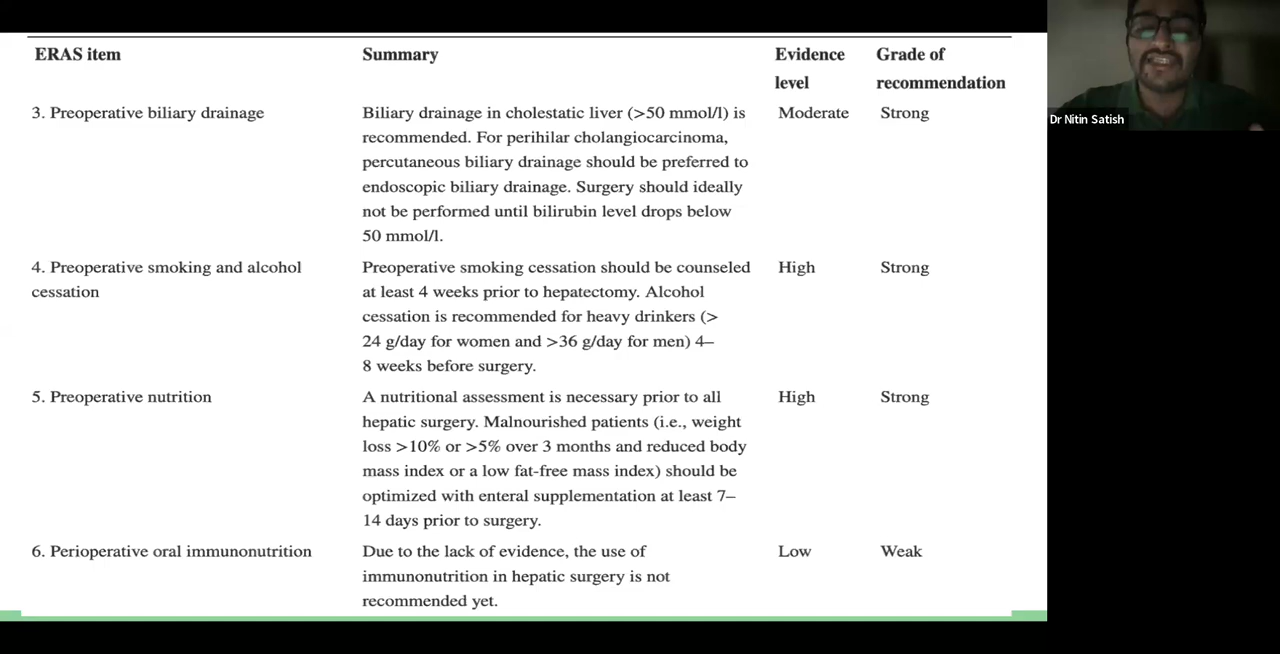 ERAS item Summary Evidence level Grade of recommendation
3. Preoperative biliary drainage
Biliary drainage in cholestatic liver (>50 mmol/l) is
recommended. For perihilar cholangiocarcinoma,
percutaneous biliary drainage should be preferred to
endoscopic biliary drainage. Surgery should ideally
not be performed until bilirubin level drops below
50 mmol/l.
Moderate
Strong
4. Preoperative smoking and alcohol
cessation
Preoperative smoking cessation should be counseled
at least 4 weeks prior to hepatectomy. Alcohol
cessation is recommended for heavy drinkers (>
24 g/day for women and >36 g/day for men) 4–
8 weeks before surgery.
High
Strong
5. Preoperative nutrition
A nutritional assessment is necessary prior to all
hepatic surgery. Malnourished patients (i.e., weight
loss >10% or >5% over 3 months and reduced body
mass index or a low fat-free mass index) should be
optimized with enteral supplementation at least 7–
14 days prior to surgery.
High
Strong
6. Perioperative oral immunonutrition
Due to the lack of evidence, the use of
immunonutrition in hepatic surgery is not
recommended yet.
Low
Weak
Dr Nitin Satish